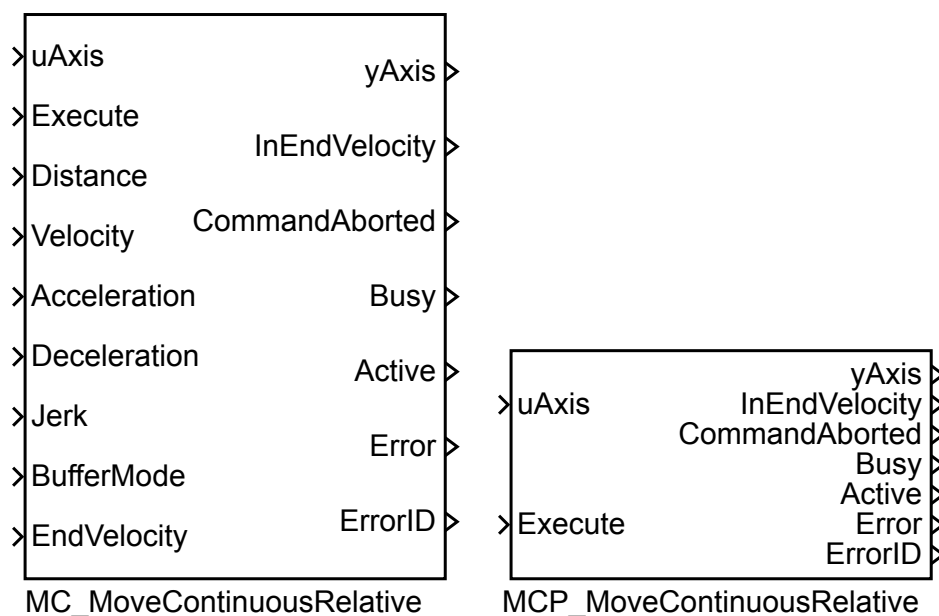 uAxis
Execute
Distance
Velocity
Acceleration
Deceleration
Jerk
BufferMode
EndVelocity
yAxis
InEndVelocity
CommandAborted
Busy
Active
Error
ErrorID
MC_MoveContinuousRelative
uAxis
Execute
yAxis
InEndVelocity
CommandAborted
Busy
Active
Error
ErrorID
MCP_MoveContinuousRelative